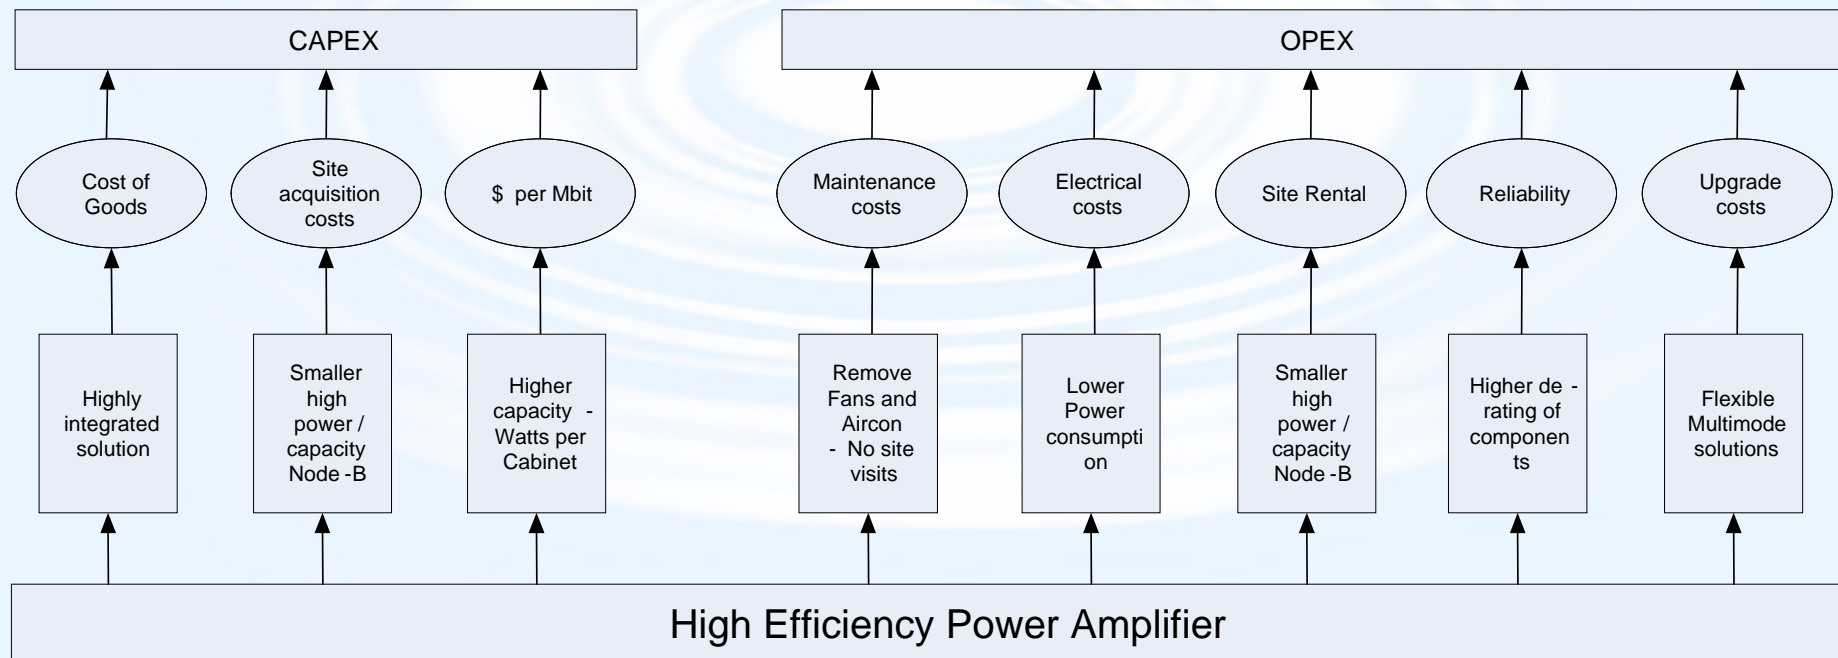 CAPEX
OPEX
Cost of
Goods
Site
acquisition
costs
$ per Mbit
Maintenance
costs
Electrical
costs
Site Rental
Reliability
Upgrade
costs
Highly
integrated
solution
Smaller
high
power /
capacity
Node -B
Higher
capacity -
Watts per
Cabinet
Remove
Fans and
Aircon
- No site
visits
Lower
Power
consumpti
on
Smaller
high
power /
capacity
Node -B
Higher de -
rating of
componen
ts
Flexible
Multimode
solutions
High Efficiency Power Amplifier